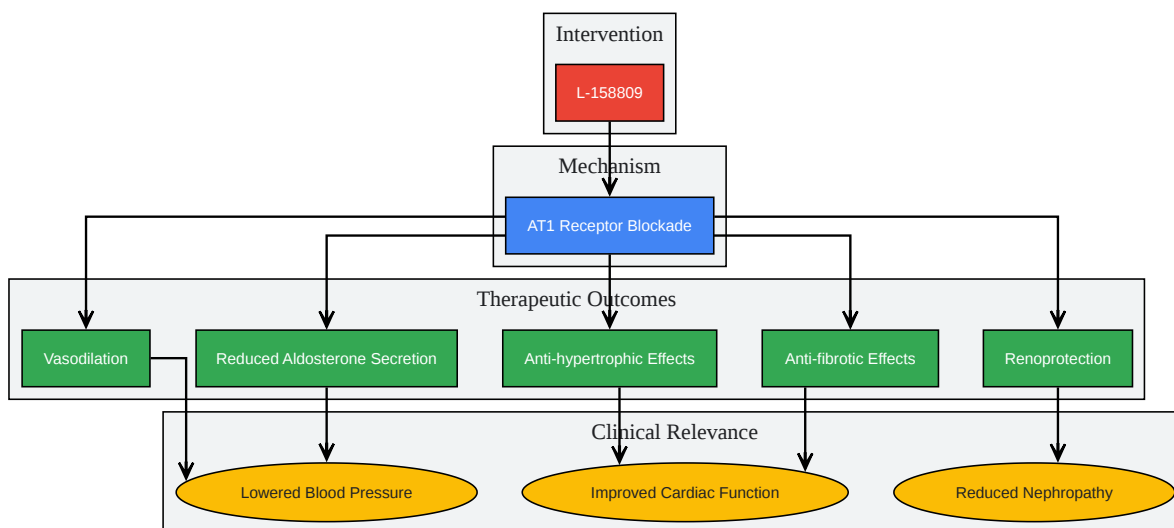 Intervention
L-158809
Mechanism
AT1 Receptor Blockade
Therapeutic Outcomes
Vasodilation
Reduced Aldosterone Secretion
Anti-hypertrophic Effects
Anti-fibrotic Effects
Renoprotection
Clinical Relevance
Lowered Blood Pressure
Improved Cardiac Function
Reduced Nephropathy